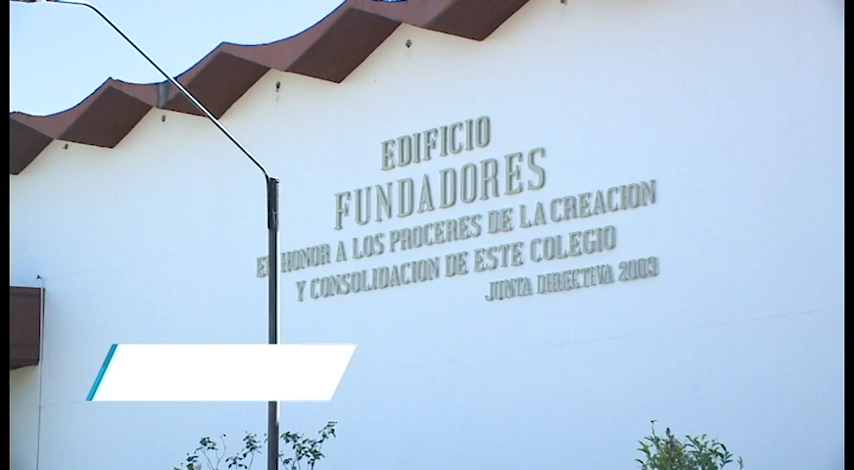 EDIFICIO
FUNDADORES
EN HONOR A LOS PROCERES DE LA CREACION
Y CONSOLIDACION DE ESTE COLEGIO
JUNTA DIRECTIVA 2009